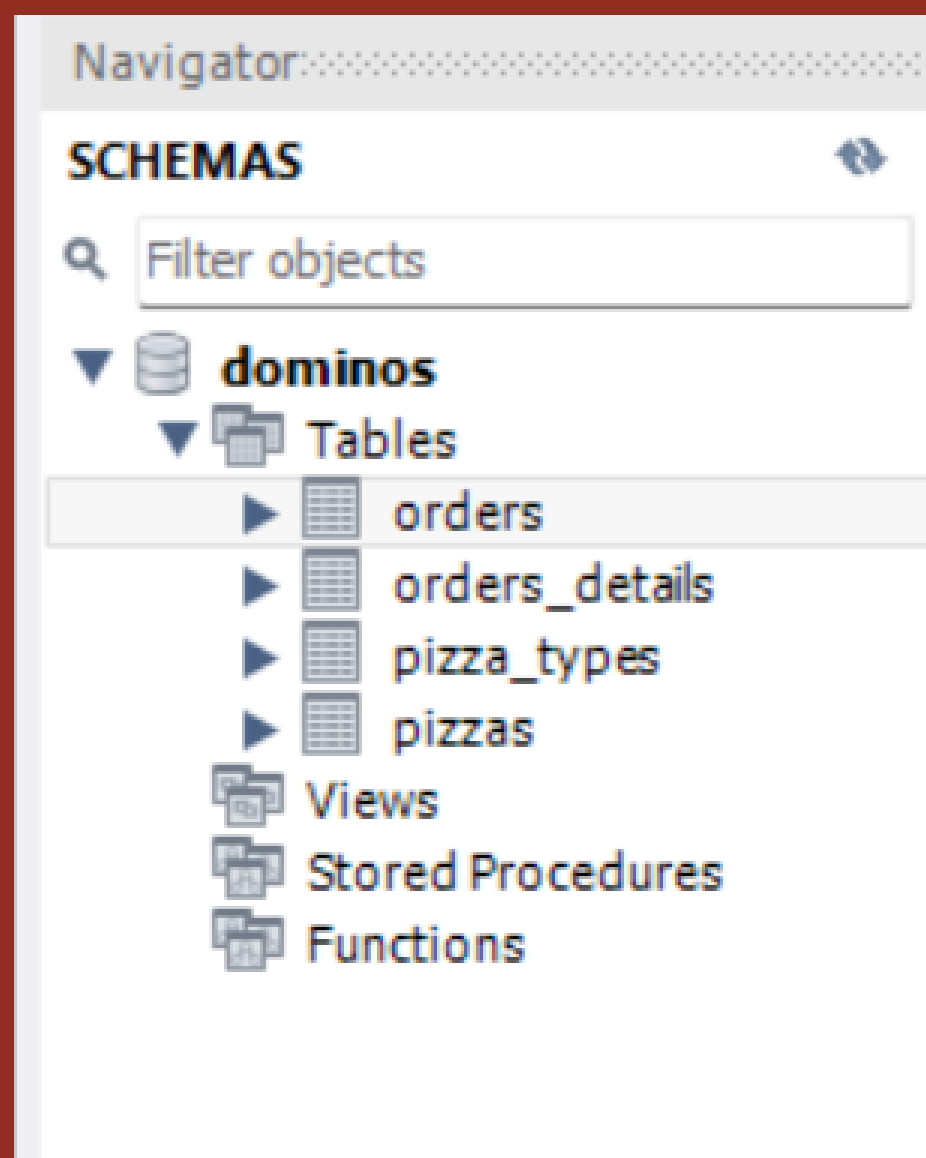 Navigator
SCHEMAS
Filter objects
dominos
Tables
orders
orders_details
pizza_types
pizzas
Views
Stored Procedures
Functions